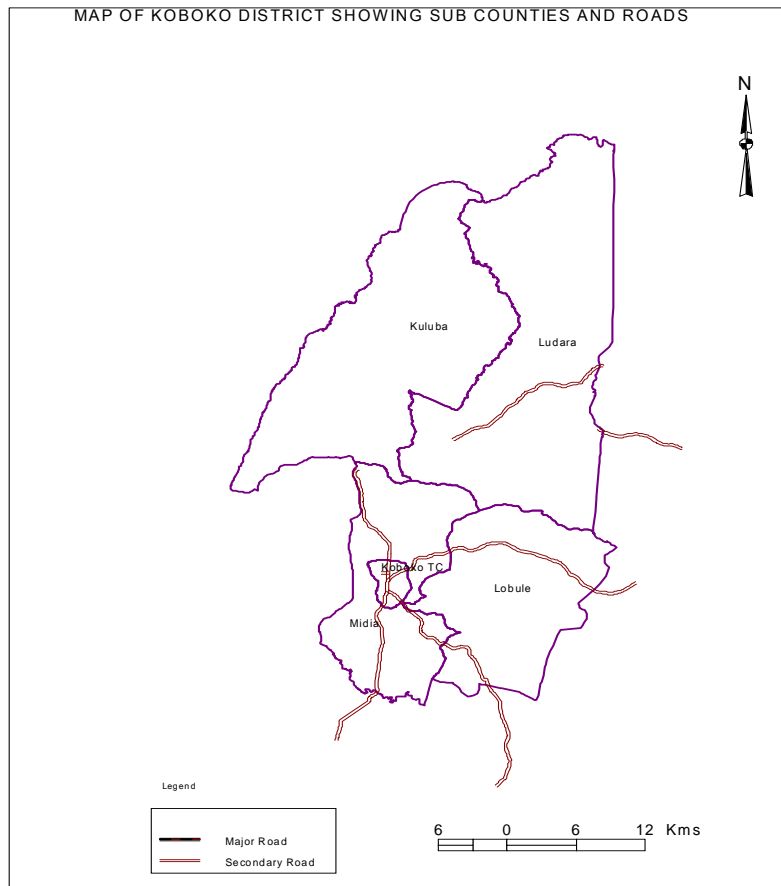 MAP OF KOBOKO DISTRICT SHOWING SUB COUNTIES AND ROADS
N
Kuluba
Ludara
Koboko TC
Lobule
Midia
Legend
Major Road
Secondary Road
6 0 6 12 Kms